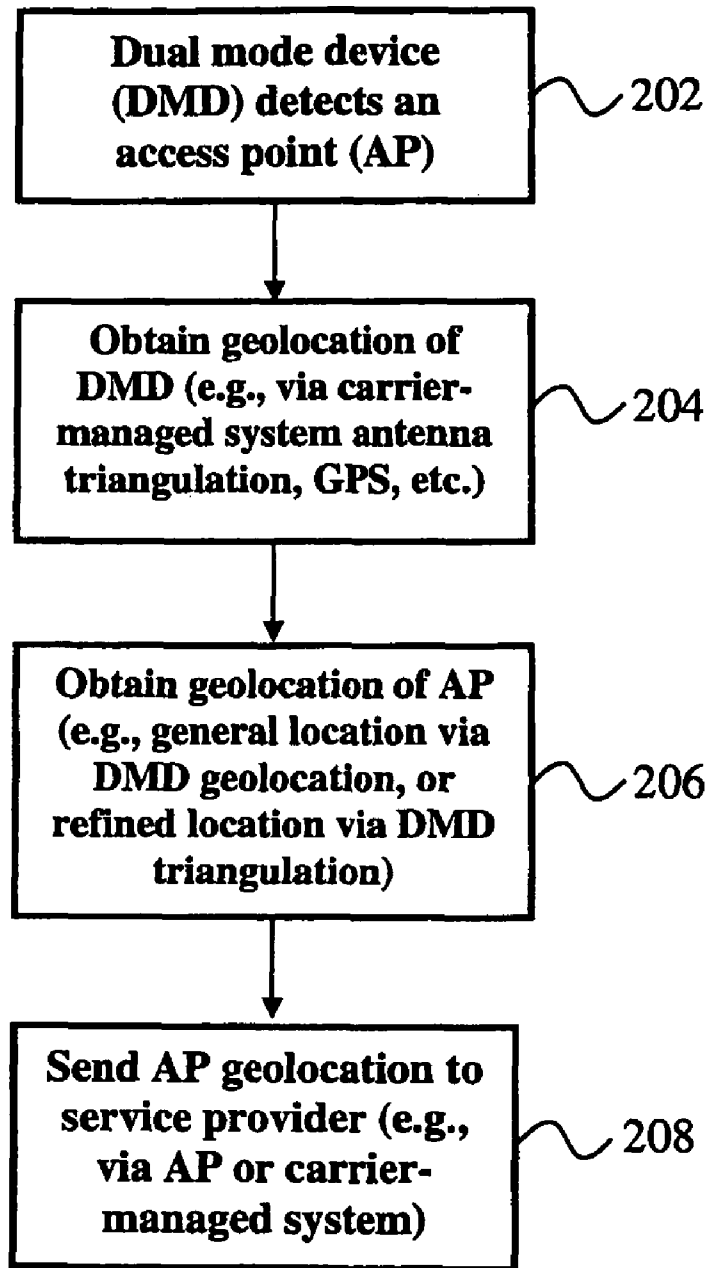 Dual mode device
(DMD) detects an
access point (AP)
202
Obtain geolocation of
DMD (e.g., via carrier-
managed system antenna
triangulation, GPS, etc.)
204
Obtain geolocation of AP
(e.g., general location via
DMD geolocation, or
refined location via DMD
triangulation)
206
Send AP geolocation to
service provider (e.g.,
via AP or carrier-
managed system)
208